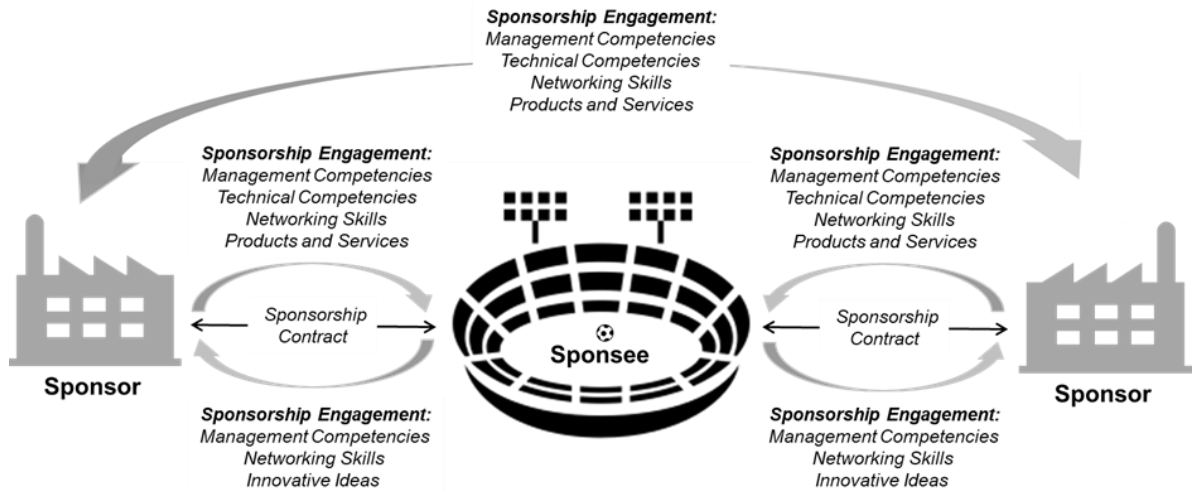 Sponsorship Engagement:
Management Competencies
Technical Competencies
Networking Skills
Products and Services
Sponsorship Engagement:
Management Competencies
Technical Competencies
Networking Skills
Products and Services
Sponsorship Engagement:
Management Competencies
Technical Competencies
Networking Skills
Products and Services
Sponsorship
Contract
Sponsee
Sponsorship
Contract
Sponsor
Sponsor
Sponsorship Engagement:
Management Competencies
Networking Skills
Innovative Ideas
Sponsorship Engagement:
Management Competencies
Networking Skills
Innovative Ideas